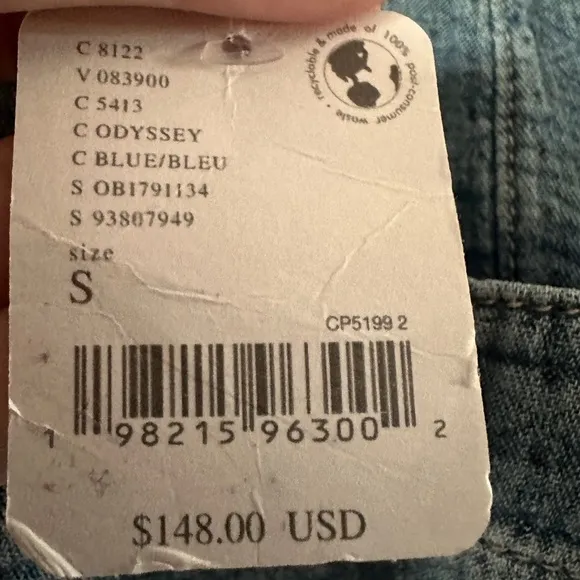 C 8122
V 083900
C 5413
C ODYSSEY
C BLUE/BLEU
S OB1791134
S 93807949
recyclable & made of 100% post-consumer waste •
size
S
CP5199 2
1 98215 96300 2
$148.00 USD